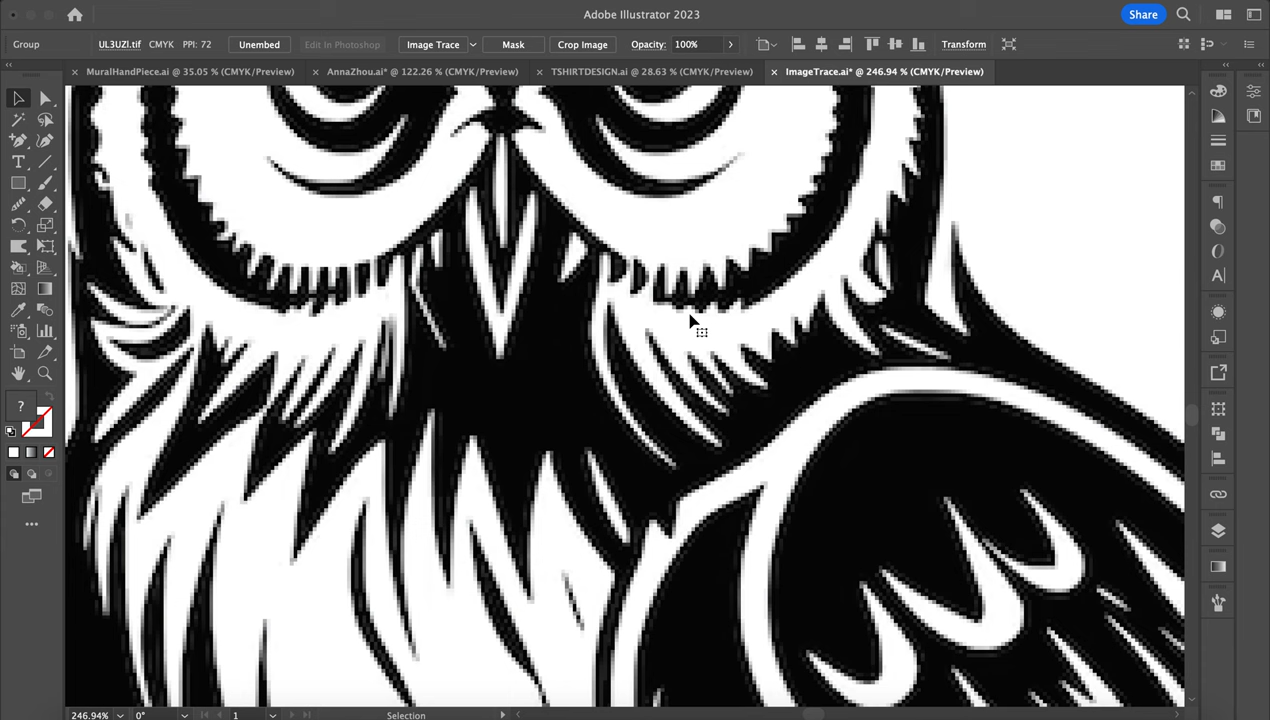 Adobe Illustrator 2023
Share
Group UL3UZI.tif CMYK PPI: 72 Unembed Edit In Photoshop Image Trace Mask Crop Image Opacity: 100% Transform
MuralHandPiece.ai @ 35.05 % (CMYK/Preview) AnnaZhou.ai* @ 122.26 % (CMYK/Preview) TSHIRTDESIGN.ai @ 28.63 % (CMYK/Preview) ImageTrace.ai* @ 246.94 % (CMYK/Preview)
?
246.94% 0° 1 Selection